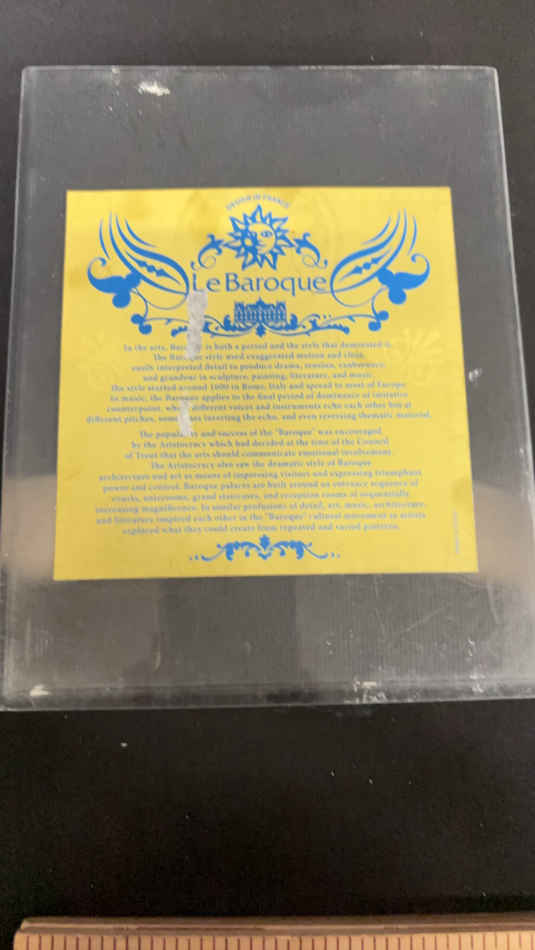 DESIGN IN FRANCE
Le Baroque
In the arts, Baroque is both a period and the style that dominated it.
The Baroque style used exaggerated motion and clear,
easily interpreted detail to produce drama, tension, exuberance
and grandeur in sculpture, painting, literature, and music.
The style started around 1600 in Rome, Italy and spread to most of Europe
In music, the Baroque applies to the final period of dominance of imitative
counterpoint, where different voices and instruments echo each other but at
different pitches, sometimes inverting the echo, and even reversing thematic material.
The popularity and success of the "Baroque" was encouraged
by the Aristocracy which had decided at the time of the Council
of Trent that the arts should communicate emotional involvement.
The Aristocracy also saw the dramatic style of Baroque
architecture and art as means of impressing visitors and expressing triumphant
power and control. Baroque palaces are built around an entrance sequence of
courts, anterooms, grand staircases, and reception rooms of sequentially
increasing magnificence. In similar profusions of detail, art, music, architecture,
and literature inspired each other in the "Baroque" cultural movement as artists
explored what they could create from repeated and varied patterns.